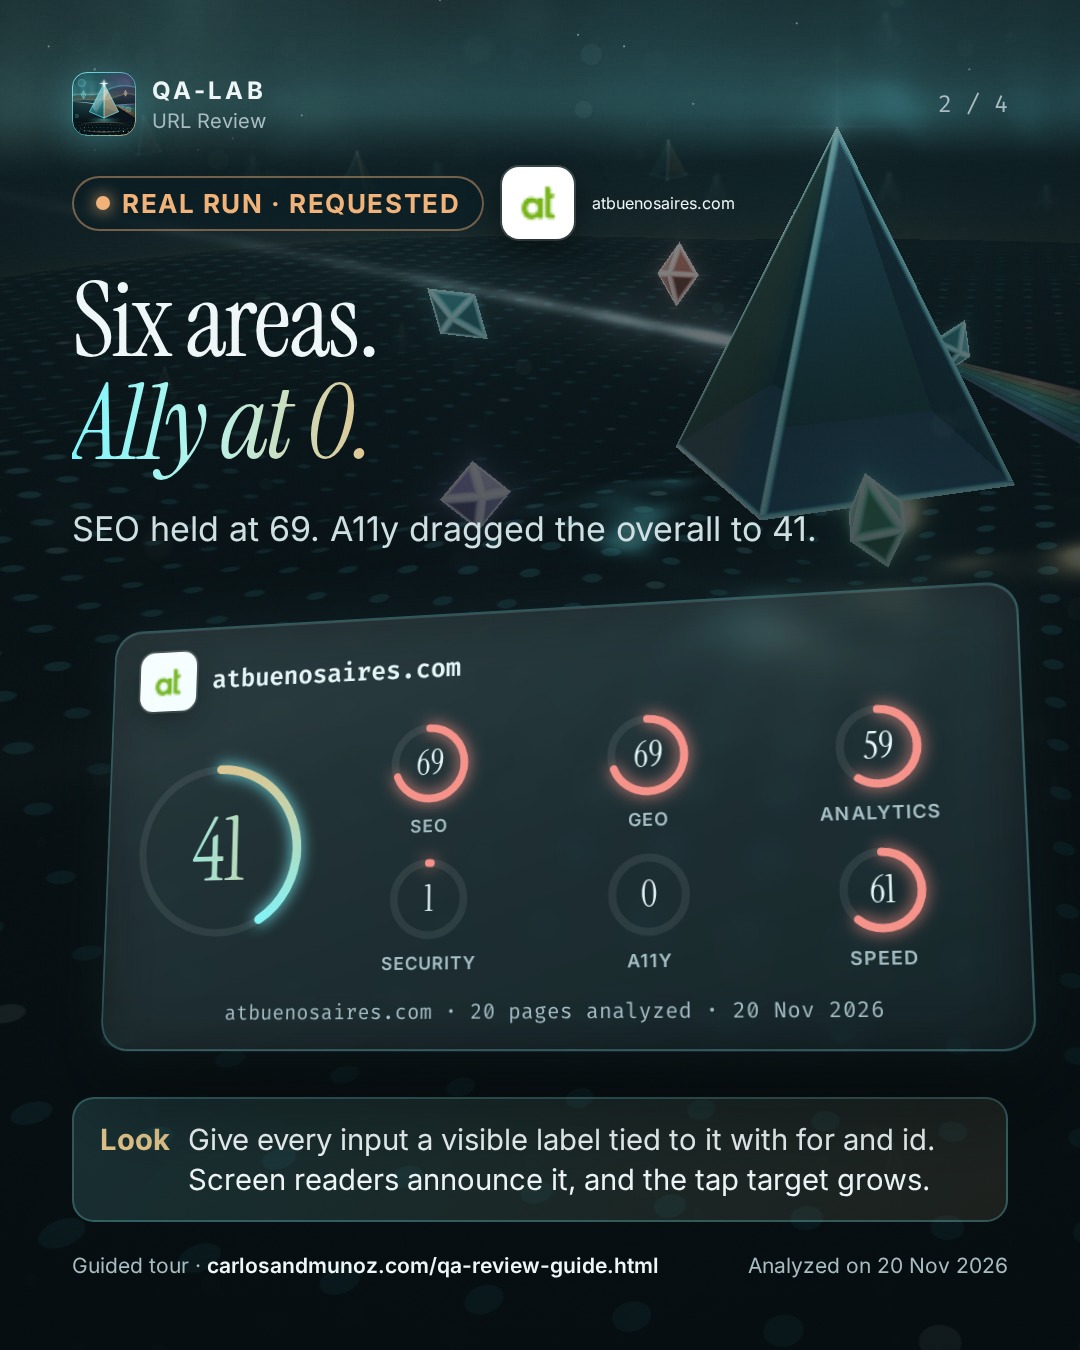 QA-LAB
URL Review
2 / 4
REAL RUN · REQUESTED
at
atbuenosaires.com
Six areas.
A11y at 0.
SEO held at 69. A11y dragged the overall to 41.
at
atbuenosaires.com
41
69
SEO
69
GEO
59
ANALYTICS
1
SECURITY
0
A11Y
61
SPEED
atbuenosaires.com · 20 pages analyzed · 20 Nov 2026
Look
Give every input a visible label tied to it with for and id.
Screen readers announce it, and the tap target grows.
Guided tour · carlosandmunoz.com/qa-review-guide.html
Analyzed on 20 Nov 2026